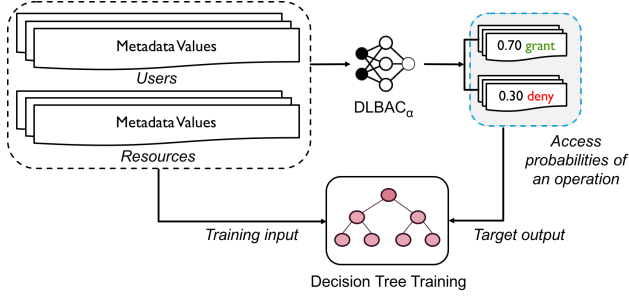 Metadata Values
Users
Metadata Values
Resources
DLBACα
0.70 grant
0.30 deny
Access
probabilities of
an operation
Training input
Target output
Decision Tree Training